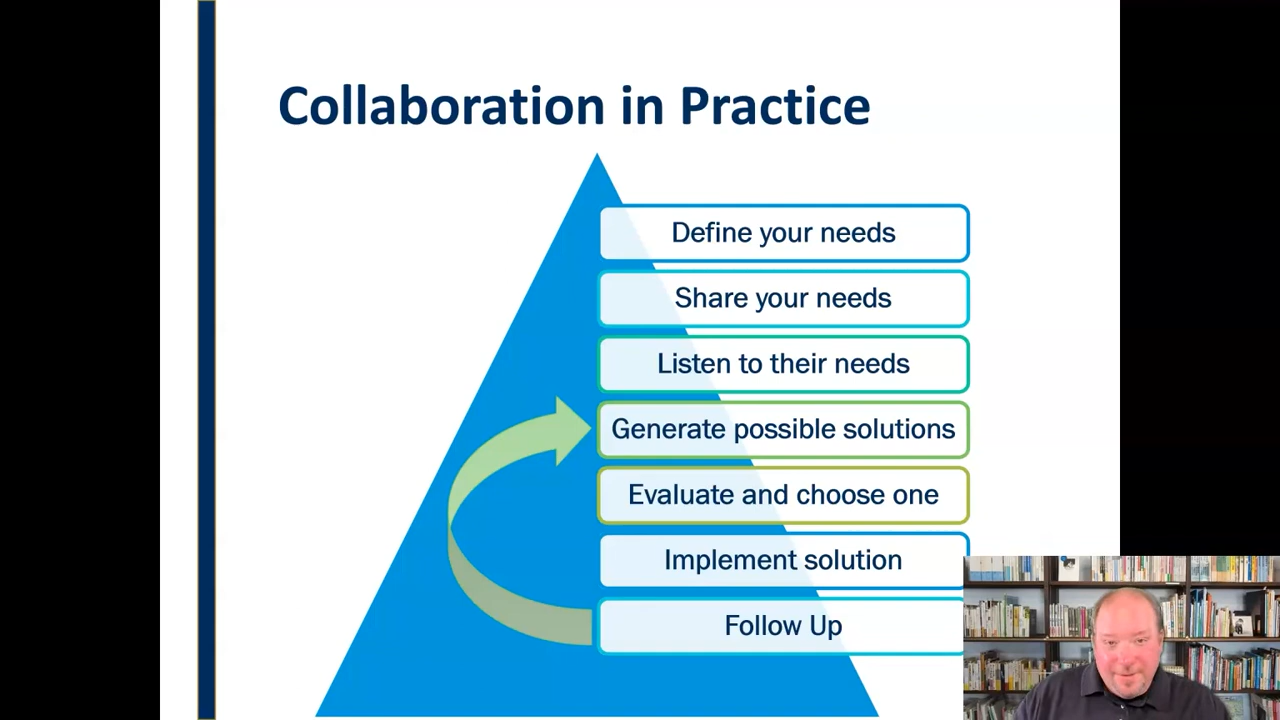 Collaboration in Practice
Define your needs
Share your needs
Listen to their needs
Generate possible solutions
Evaluate and choose one
Implement solution
Follow Up